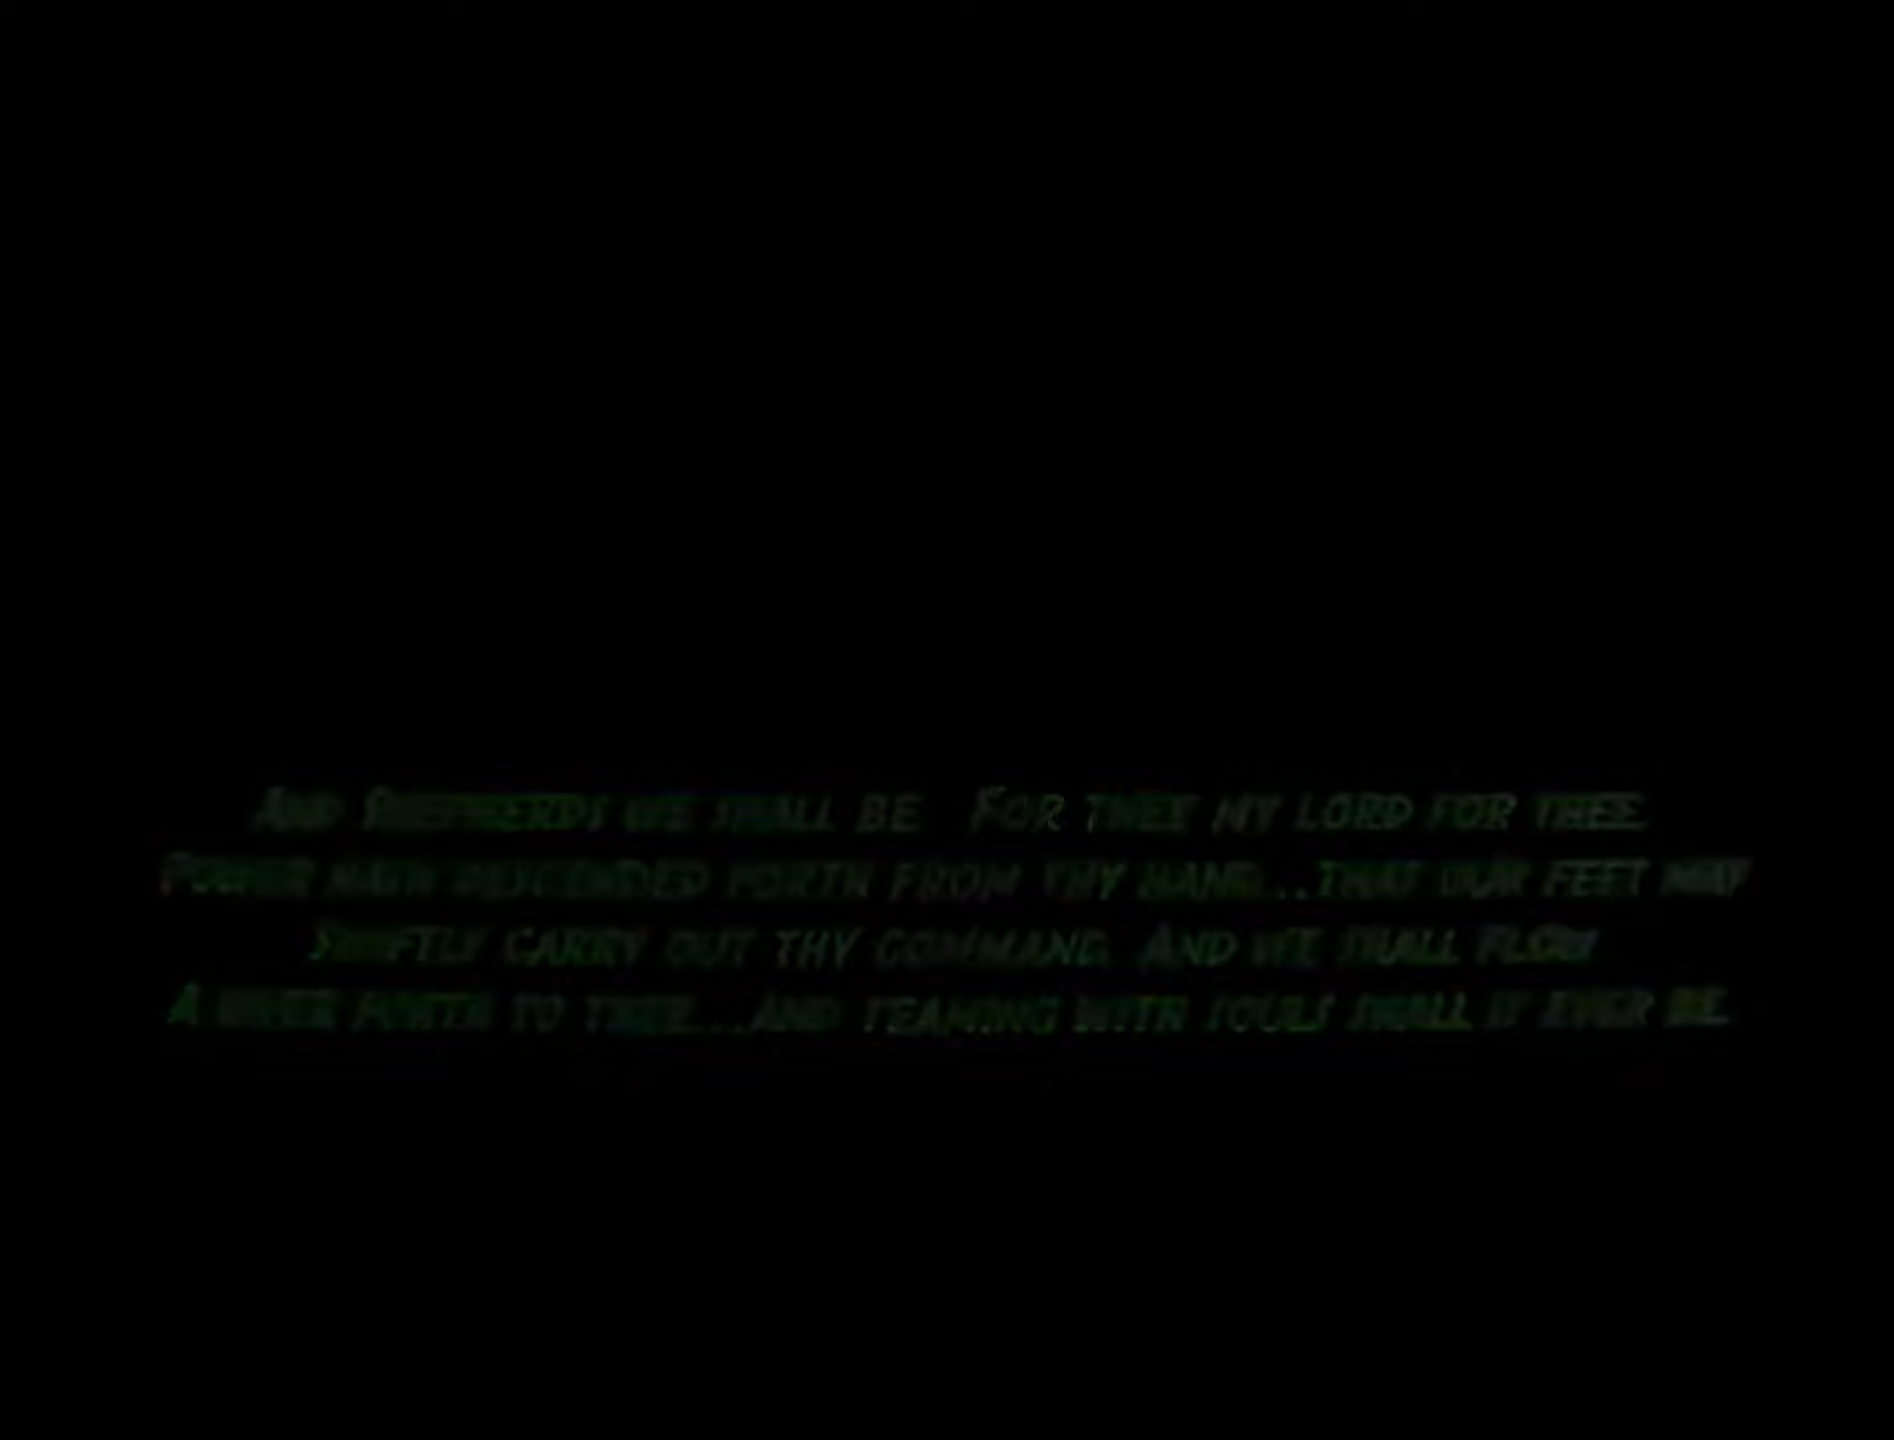 And Shepherds we shall be  For thee my lord for thee.
Power hath descended forth from thy hand...that our feet may
swiftly carry out thy command.  And we shall flow
A river forth to thee...and teaming with souls shall it ever be.